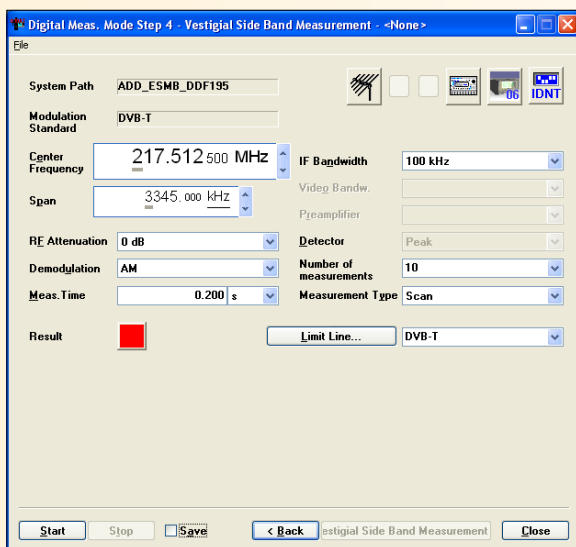 Digital Meas. Mode Step 4 - Vestigial Side Band Measurement - <None>
File
System Path ADD_ESMB_DDF195
06 IDNT
Modulation Standard DVB-T
Center Frequency 217.512 500 MHz
IF Bandwidth 100 kHz
Video Bandw.
Span 3345.000 kHz
Preamplifier
RF Attenuation 0 dB
Detector Peak
Demodulation AM
Number of measurements 10
Meas.Time 0.200 s
Measurement Type Scan
Result
Limit Line... DVB-T
Start Stop Save < Back estigial Side Band Measurement Close